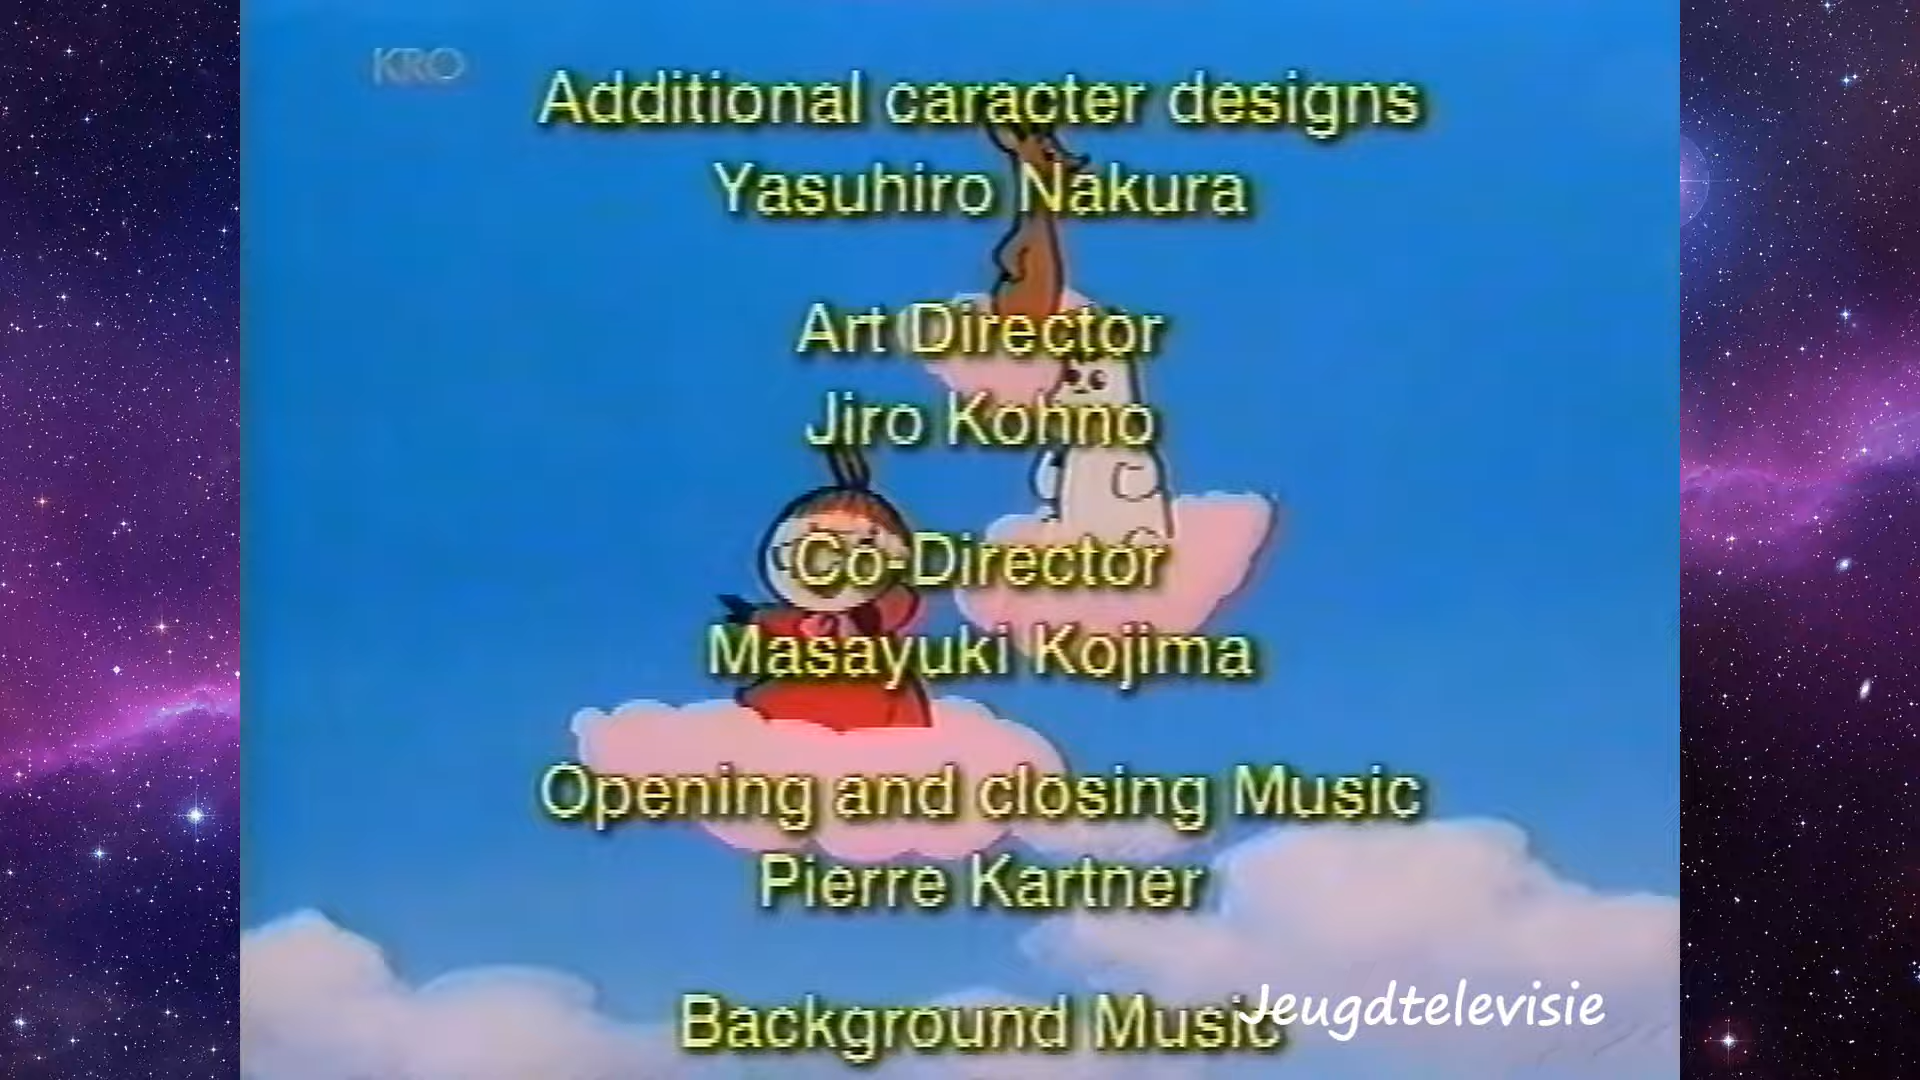 KRO
Additional caracter designs
Yasuhiro Nakura
Art Director
Jiro Kohno
Co-Director
Masayuki Kojima
Opening and closing Music
Pierre Kartner
Background Music
Jeugdtelevisie